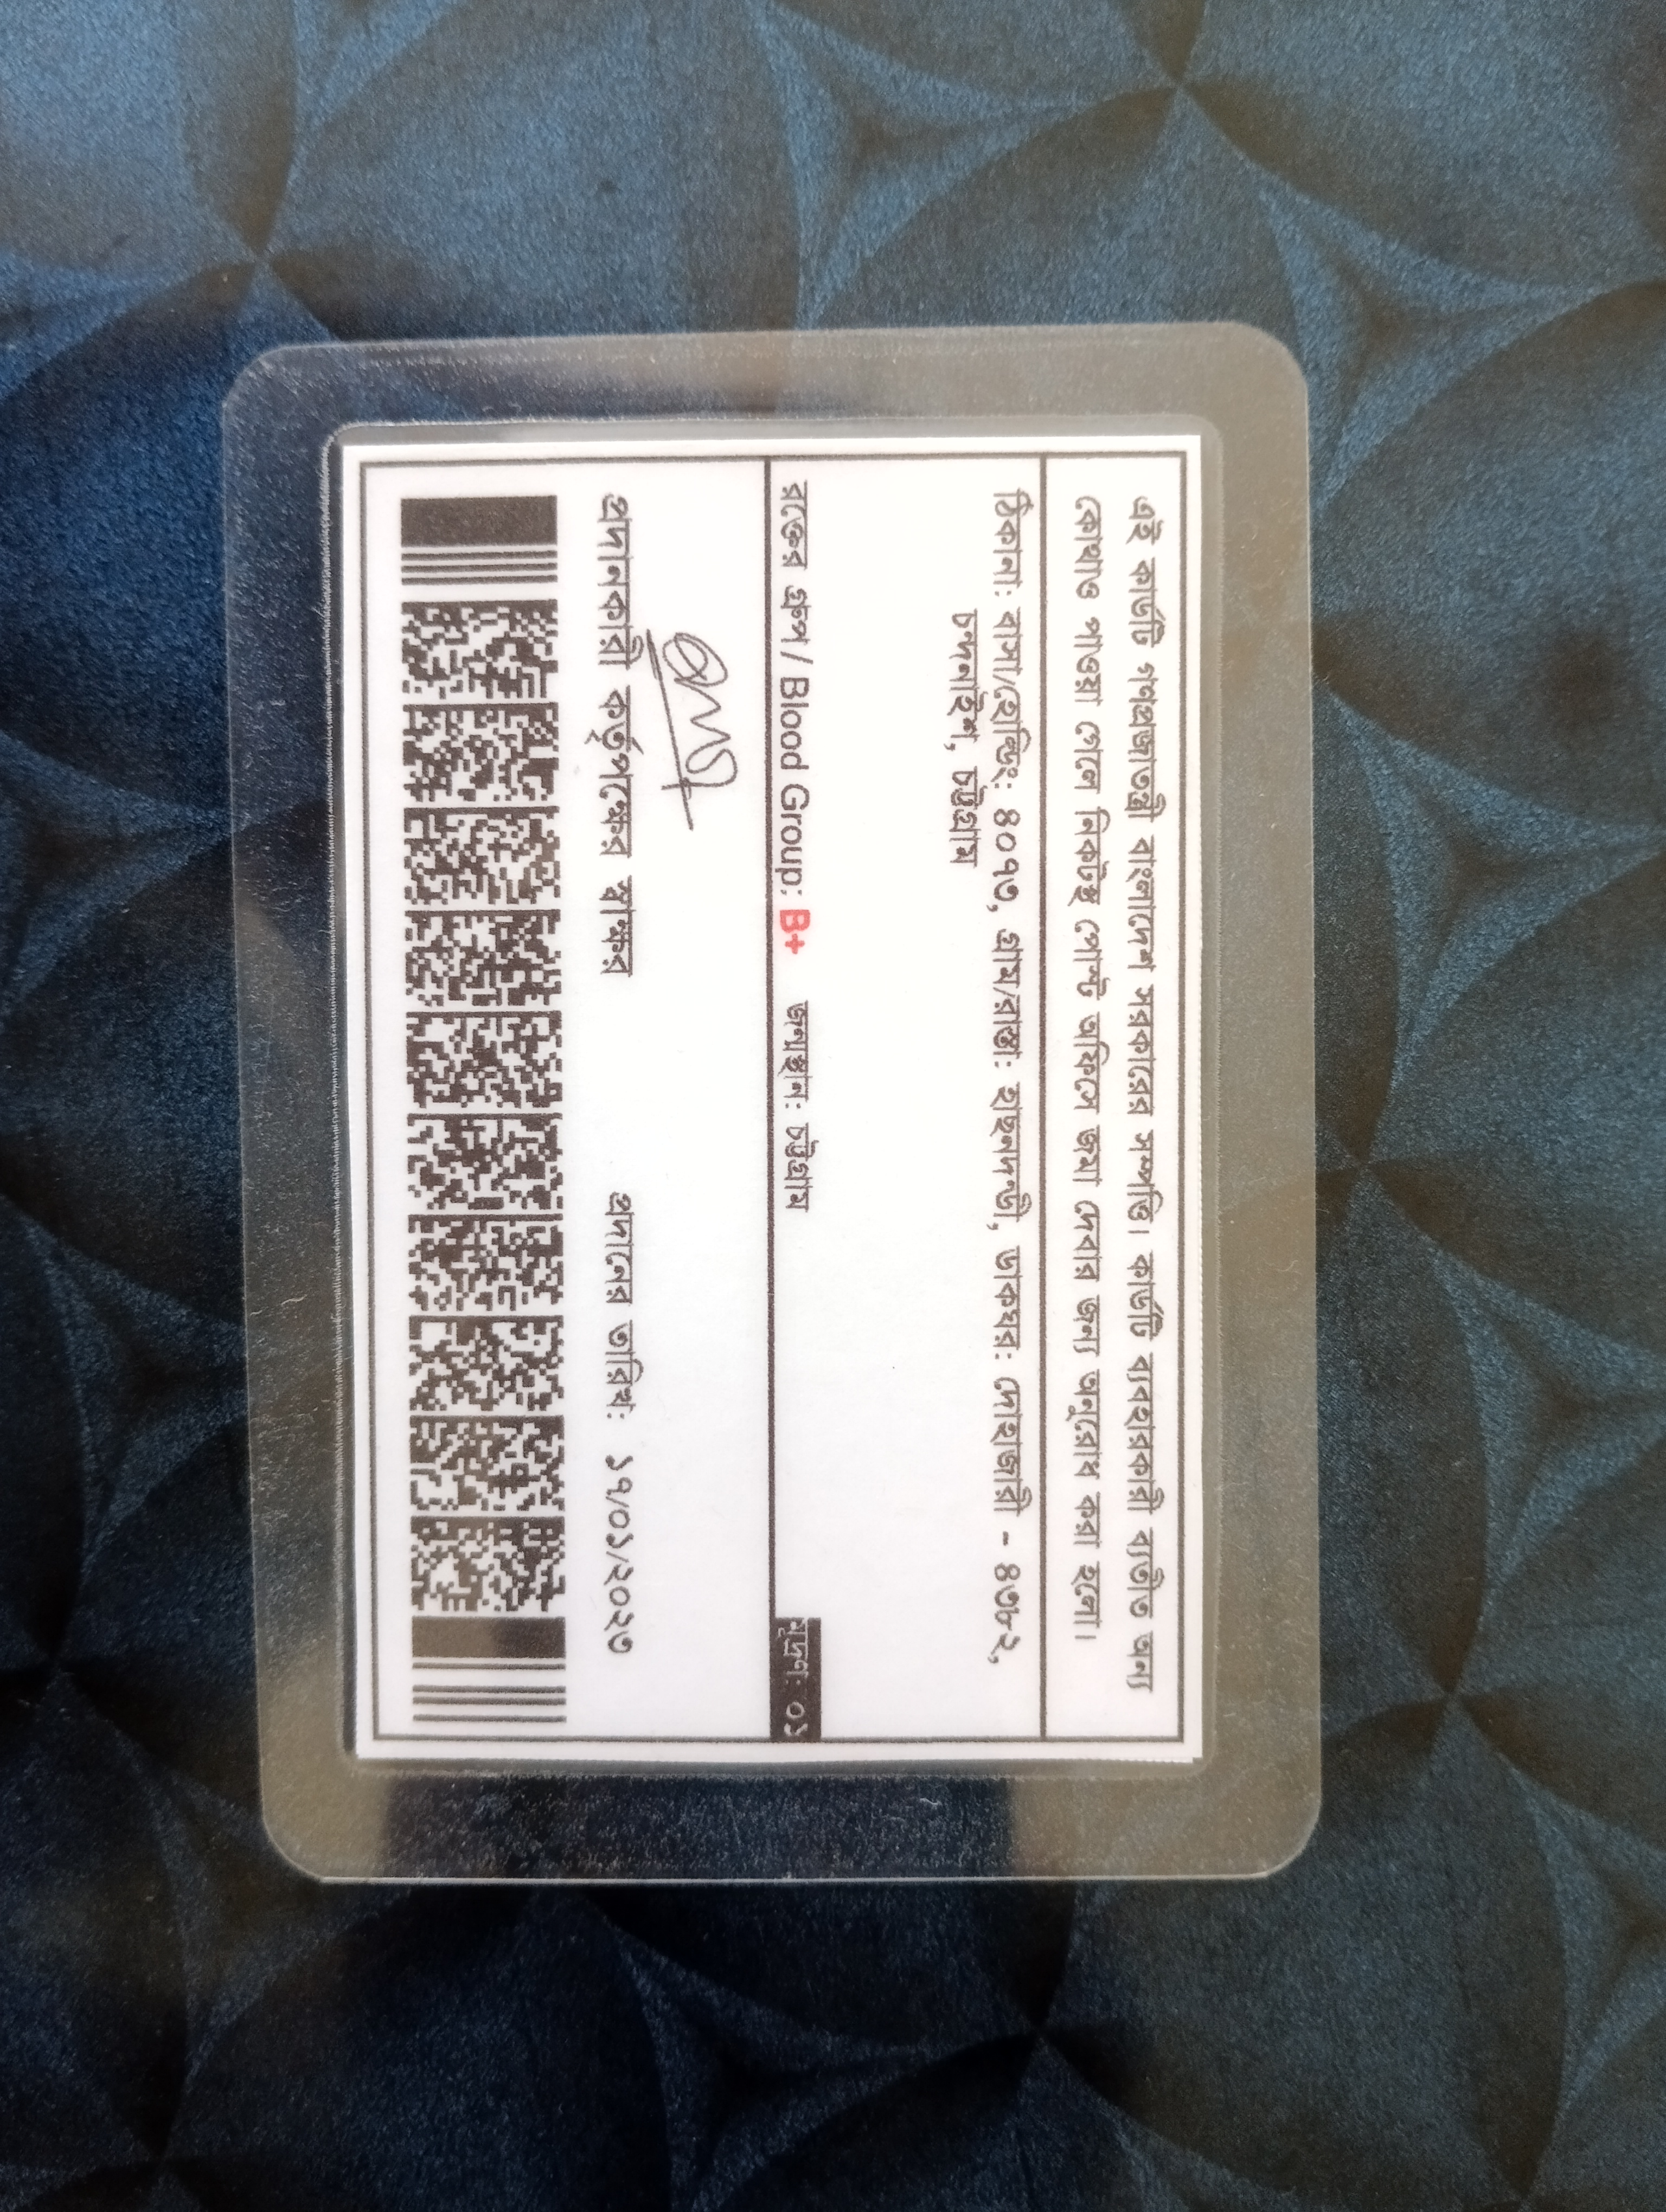 এই কার্ডটি গণপ্রজাতন্ত্রী বাংলাদেশ সরকারের সম্পত্তি। কার্ডটি ব্যবহারকারী ব্যতীত অন্য
কোথাও পাওয়া গেলে নিকটস্থ পোস্ট অফিসে জমা দেবার জন্য অনুরোধ করা হলো।
ঠিকানা: বাসা/হোল্ডিং: ৪০৭৩, গ্রাম/রাস্তা: হাছনদন্ডী, ডাকঘর: দোহাজারী - ৪৩৮২,
চন্দনাইশ, চট্টগ্রাম
রক্তের গ্রুপ / Blood Group: B+ জন্মস্থান: চট্টগ্রাম মূদ্রণ: ০১
প্রদানকারী কর্তৃপক্ষের স্বাক্ষর প্রদানের তারিখ: ১৭/০১/২০২৩